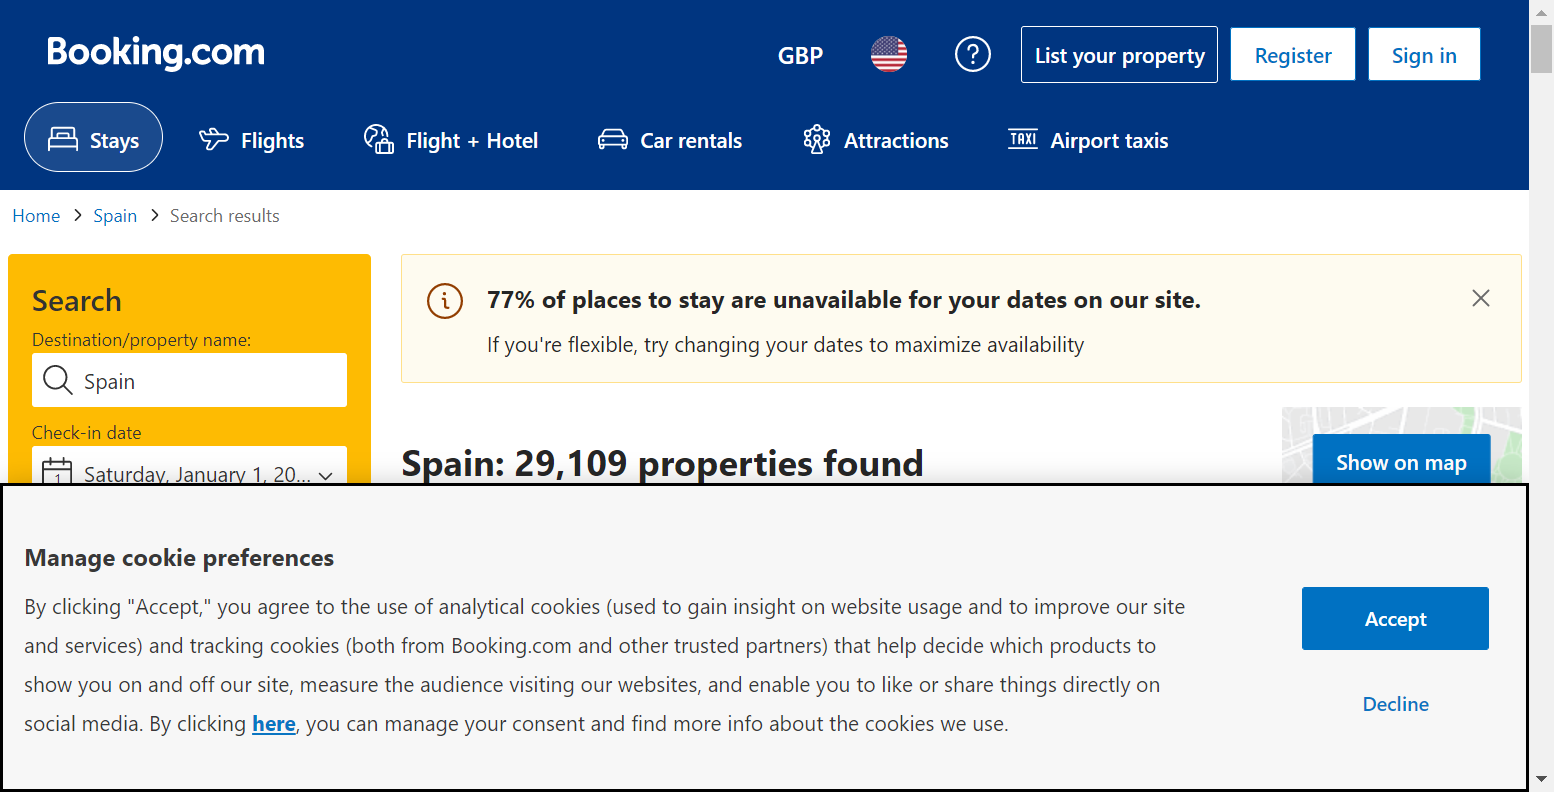 Booking.com
GBP
List your property
Register
Sign in
Stays
Flights
Flight + Hotel
Car rentals
Attractions
TAXI
Airport taxis
Home
Spain
Search results
Search
Destination/property name:
Spain
Check-in date
1
Saturday, January 1, 20...
77% of places to stay are unavailable for your dates on our site.
If you're flexible, try changing your dates to maximize availability
Spain: 29,109 properties found
Show on map
Manage cookie preferences
By clicking "Accept," you agree to the use of analytical cookies (used to gain insight on website usage and to improve our site
and services) and tracking cookies (both from Booking.com and other trusted partners) that help decide which products to
show you on and off our site, measure the audience visiting our websites, and enable you to like or share things directly on
social media. By clicking here, you can manage your consent and find more info about the cookies we use.
Accept
Decline